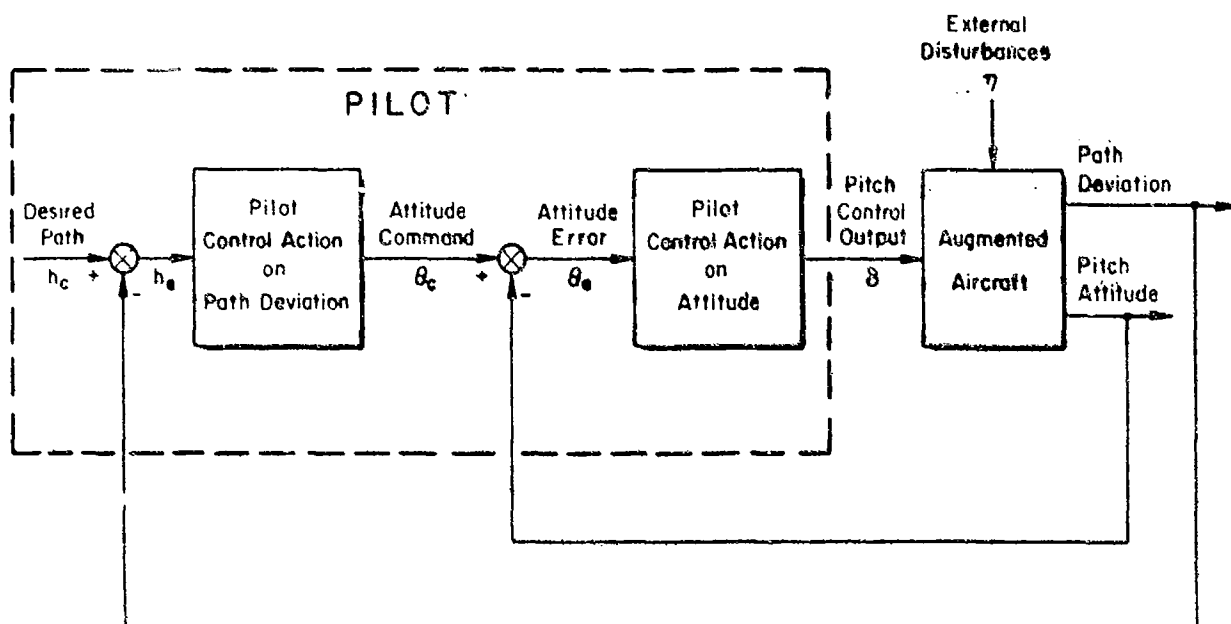 External
Disturbances
η
PILOT
Desired
Path
h_c
+
-
h_e
Pilot
Control Action
on
Path Deviation
Attitude
Command
θ_c
+
-
Attitude
Error
θ_e
Pilot
Control Action
on
Attitude
Pitch
Control
Output
δ
Augmented
Aircraft
Path
Deviation
Pitch
Attitude